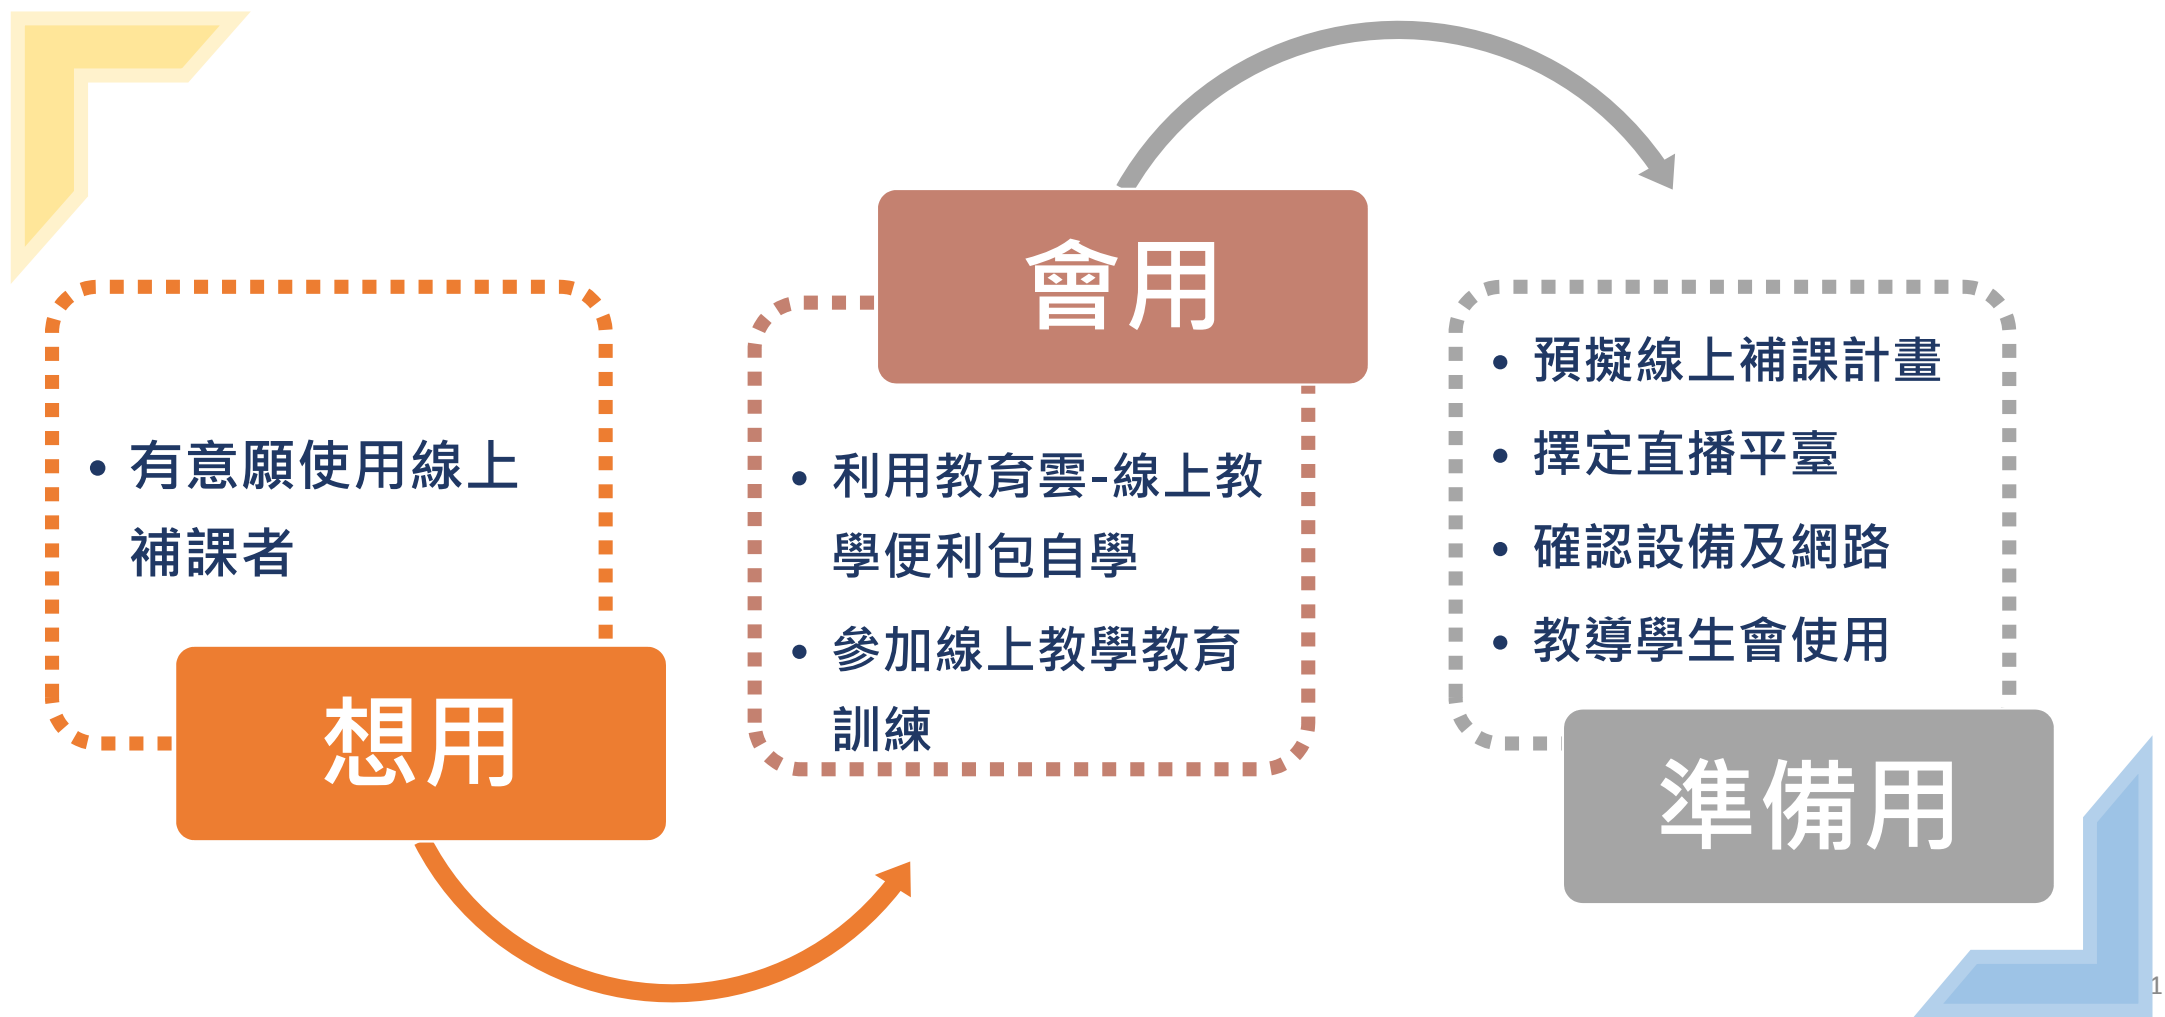 • 有意願使用線上
補課者
想用
會用
• 利用教育雲-線上教
學便利包自學
• 參加線上教學教育
訓練
• 預擬線上補課計畫
• 擇定直播平臺
• 確認設備及網路
• 教導學生會使用
準備用
1